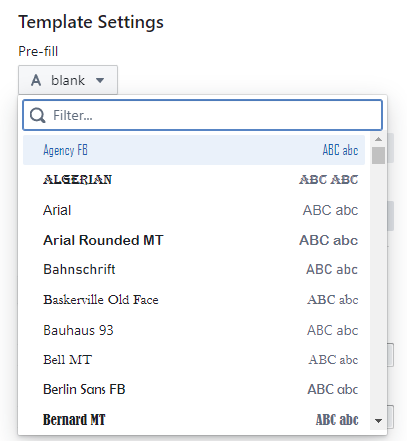 Template Settings
Pre-fill
A blank
Filter...
Agency FB ABC abc
ALGERIAN ABC ABC
Arial ABC abc
Arial Rounded MT ABC abc
Bahnschrift ABC abc
Baskerville Old Face ABC abc
Bauhaus 93 ABC abc
Bell MT ABC abc
Berlin Sans FB ABC abc
Bernard MT ABC abc